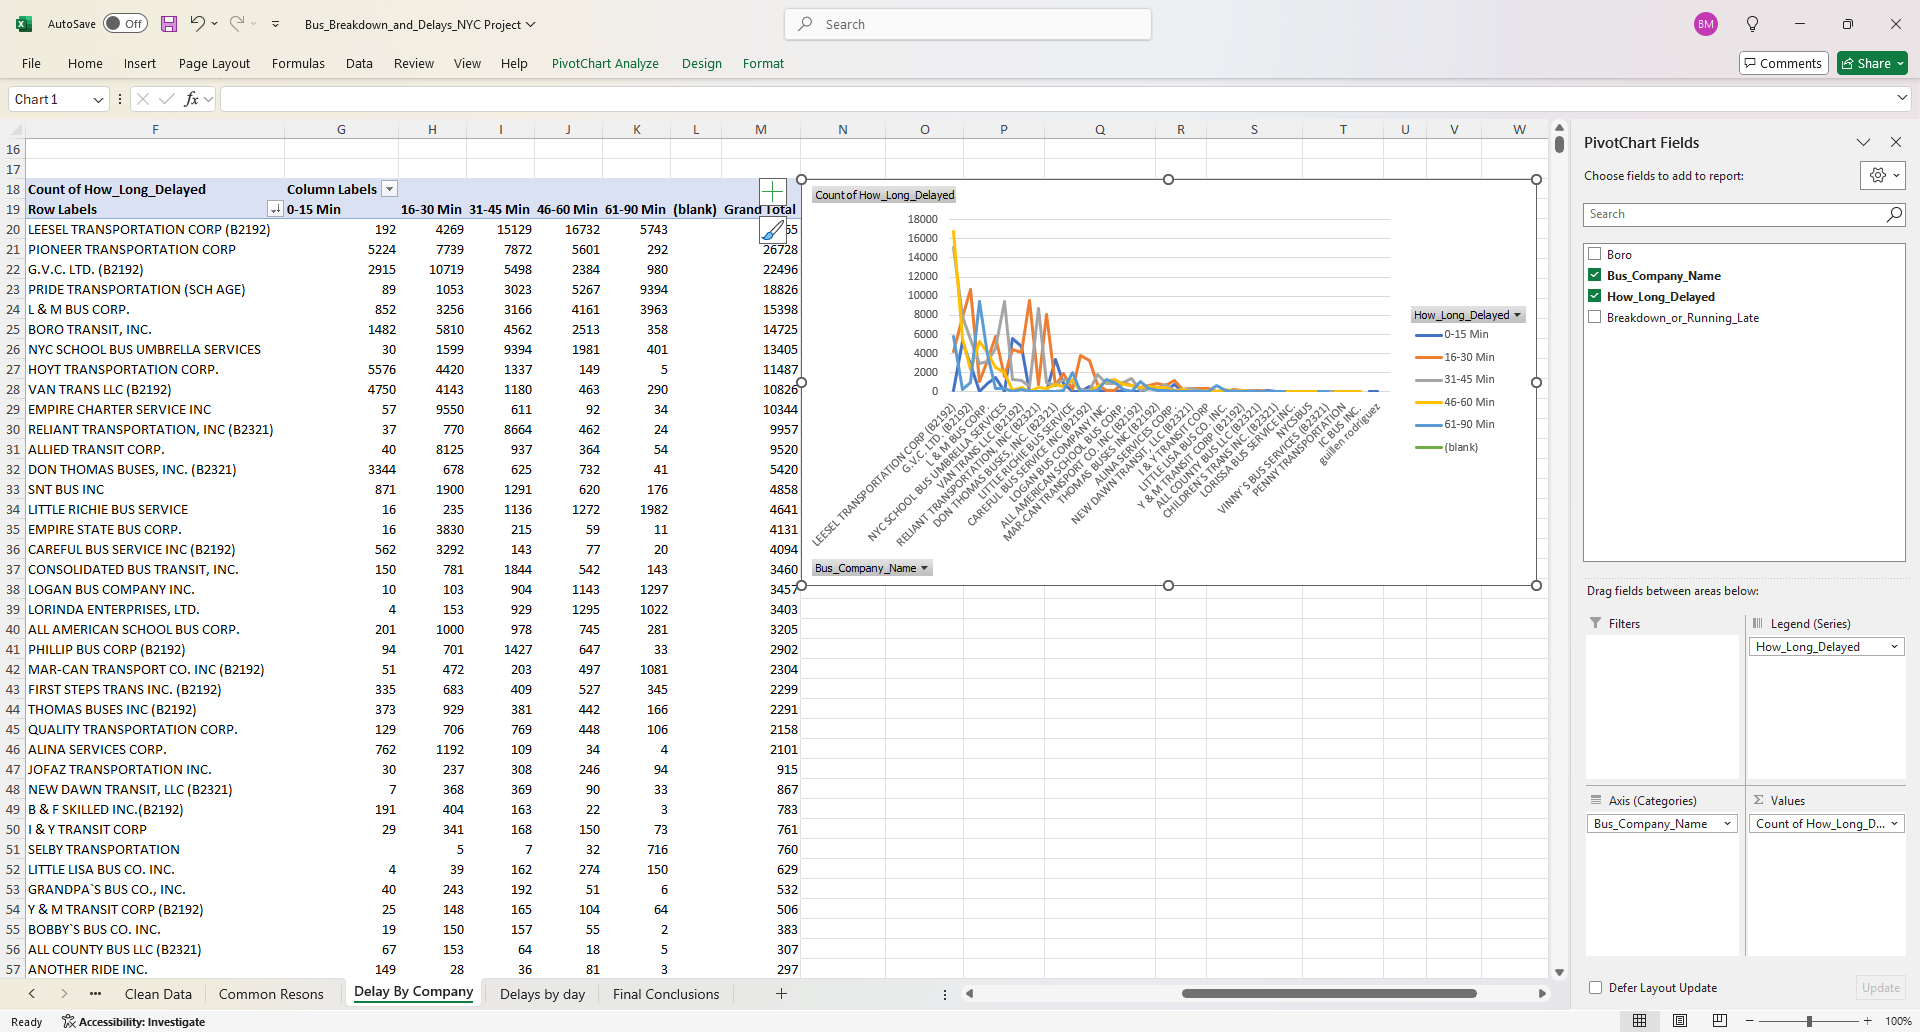 AutoSave Off Bus_Breakdown_and_Delays_NYC Project Search BM
File Home Insert Page Layout Formulas Data Review View Help PivotChart Analyze Design Format Comments Share
Chart 1 fx
F G H I J K L M N O P Q R S T U V W
16
17
18 Count of How_Long_Delayed Column Labels
19 Row Labels 0-15 Min 16-30 Min 31-45 Min 46-60 Min 61-90 Min (blank) Grand Total
20 LEESEL TRANSPORTATION CORP (B2192) 192 4269 15129 16732 5743
21 PIONEER TRANSPORTATION CORP 5224 7739 7872 5601 292 26728
22 G.V.C. LTD. (B2192) 2915 10719 5498 2384 980 22496
23 PRIDE TRANSPORTATION (SCH AGE) 89 1053 3023 5267 9394 18826
24 L & M BUS CORP. 852 3256 3166 4161 3963 15398
25 BORO TRANSIT, INC. 1482 5810 4562 2513 358 14725
26 NYC SCHOOL BUS UMBRELLA SERVICES 30 1599 9394 1981 401 13405
27 HOYT TRANSPORTATION CORP. 5576 4420 1337 149 5 11487
28 VAN TRANS LLC (B2192) 4750 4143 1180 463 290 10826
29 EMPIRE CHARTER SERVICE INC 57 9550 611 92 34 10344
30 RELIANT TRANSPORTATION, INC (B2321) 37 770 8664 462 24 9957
31 ALLIED TRANSIT CORP. 40 8125 937 364 54 9520
32 DON THOMAS BUSES, INC. (B2321) 3344 678 625 732 41 5420
33 SNT BUS INC 871 1900 1291 620 176 4858
34 LITTLE RICHIE BUS SERVICE 16 235 1136 1272 1982 4641
35 EMPIRE STATE BUS CORP. 16 3830 215 59 11 4131
36 CAREFUL BUS SERVICE INC (B2192) 562 3292 143 77 20 4094
37 CONSOLIDATED BUS TRANSIT, INC. 150 781 1844 542 143 3460
38 LOGAN BUS COMPANY INC. 10 103 904 1143 1297 3457
39 LORINDA ENTERPRISES, LTD. 4 153 929 1295 1022 3403
40 ALL AMERICAN SCHOOL BUS CORP. 201 1000 978 745 281 3205
41 PHILLIP BUS CORP (B2192) 94 701 1427 647 33 2902
42 MAR-CAN TRANSPORT CO. INC (B2192) 51 472 203 497 1081 2304
43 FIRST STEPS TRANS INC. (B2192) 335 683 409 527 345 2299
44 THOMAS BUSES INC (B2192) 373 929 381 442 166 2291
45 QUALITY TRANSPORTATION CORP. 129 706 769 448 106 2158
46 ALINA SERVICES CORP. 762 1192 109 34 4 2101
47 JOFAZ TRANSPORTATION INC. 30 237 308 246 94 915
48 NEW DAWN TRANSIT, LLC (B2321) 7 368 369 90 33 867
49 B & F SKILLED INC.(B2192) 191 404 163 22 3 783
50 I & Y TRANSIT CORP 29 341 168 150 73 761
51 SELBY TRANSPORTATION 5 7 32 716 760
52 LITTLE LISA BUS CO. INC. 4 39 162 274 150 629
53 GRANDPA`S BUS CO., INC. 40 243 192 51 6 532
54 Y & M TRANSIT CORP (B2192) 25 148 165 104 64 506
55 BOBBY`S BUS CO. INC. 19 150 157 55 2 383
56 ALL COUNTY BUS LLC (B2321) 67 153 64 18 5 307
57 ANOTHER RIDE INC. 149 28 36 81 3 297
Count of How_Long_Delayed
18000
16000
14000
12000
10000
8000
6000
4000
2000
0
LEESEL TRANSPORTATION CORP (B2192)
G.V.C. LTD. (B2192)
L & M BUS CORP.
NYC SCHOOL BUS UMBRELLA SERVICES
VAN TRANS LLC (B2192)
RELIANT TRANSPORTATION, INC (B2321)
DON THOMAS BUSES, INC. (B2321)
LITTLE RICHIE BUS SERVICE
CAREFUL BUS SERVICE INC (B2192)
LOGAN BUS COMPANY INC.
ALL AMERICAN SCHOOL BUS CORP.
MAR-CAN TRANSPORT CO. INC (B2192)
THOMAS BUSES INC (B2192)
ALINA SERVICES CORP.
NEW DAWN TRANSIT, LLC (B2321)
I & Y TRANSIT CORP
LITTLE LISA BUS CO. INC.
Y & M TRANSIT CORP (B2192)
ALL COUNTY BUS LLC (B2321)
CHILDREN'S TRANS INC. (B2321)
LORISSA BUS SERVICE INC.
NYCSBUS
VINNY`S BUS SERVICES (B2321)
PENNY TRANSPORTATION
IC BUS INC.
guillen rodriguez
How_Long_Delayed
0-15 Min
16-30 Min
31-45 Min
46-60 Min
61-90 Min
(blank)
Bus_Company_Name
PivotChart Fields
Choose fields to add to report:
Search
Boro
Bus_Company_Name
How_Long_Delayed
Breakdown_or_Running_Late
Drag fields between areas below:
Filters Legend (Series)
How_Long_Delayed
Axis (Categories) Σ Values
Bus_Company_Name Count of How_Long_D...
Defer Layout Update Update
... Clean Data Common Resons Delay By Company Delays by day Final Conclusions
Ready Accessibility: Investigate 100%